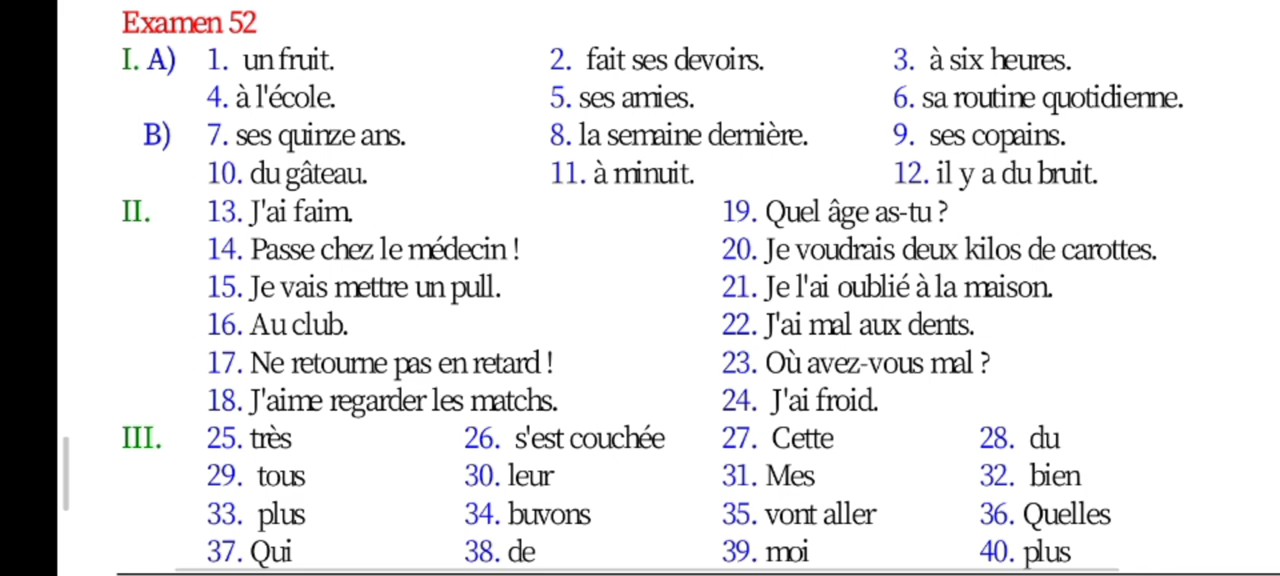 Examen 52
I. A) 1. un fruit. 2. fait ses devoirs. 3. à six heures.
4. à l'école. 5. ses amies. 6. sa routine quotidienne.
B) 7. ses quinze ans. 8. la semaine dernière. 9. ses copains.
10. du gâteau. 11. à minuit. 12. il y a du bruit.
II. 13. J'ai faim. 19. Quel âge as-tu ?
14. Passe chez le médecin ! 20. Je voudrais deux kilos de carottes.
15. Je vais mettre un pull. 21. Je l'ai oublié à la maison.
16. Au club. 22. J'ai mal aux dents.
17. Ne retourne pas en retard ! 23. Où avez-vous mal ?
18. J'aime regarder les matchs. 24. J'ai froid.
III. 25. très 26. s'est couchée 27. Cette 28. du
29. tous 30. leur 31. Mes 32. bien
33. plus 34. buvons 35. vont aller 36. Quelles
37. Qui 38. de 39. moi 40. plus